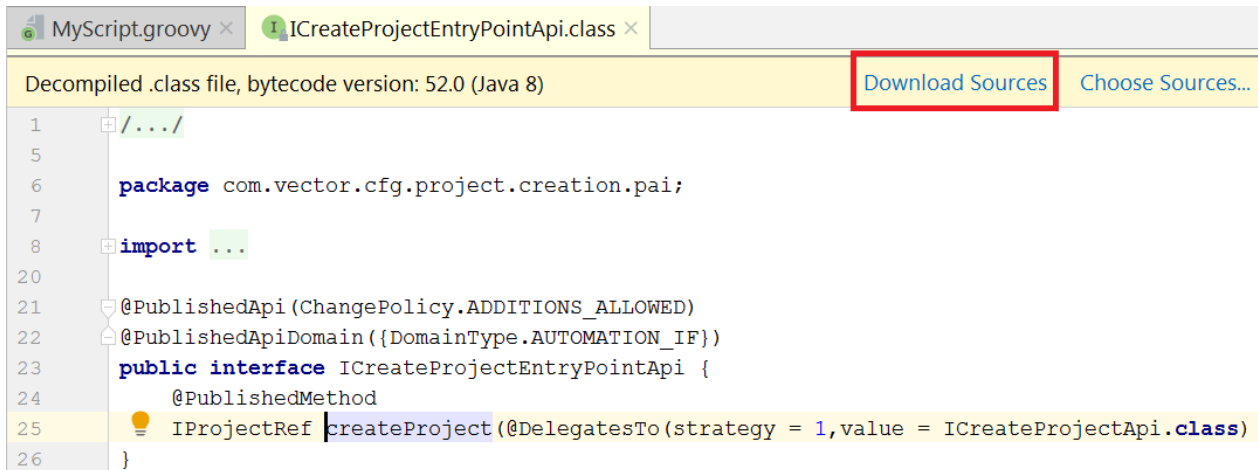 MyScript.groovy
ICreateProjectEntryPointApi.class
Decompiled .class file, bytecode version: 52.0 (Java 8) Download Sources Choose Sources...
1 /.../
5
6 package com.vector.cfg.project.creation.pai;
7
8 import ...
20
21 @PublishedApi(ChangePolicy.ADDITIONS_ALLOWED)
22 @PublishedApiDomain({DomainType.AUTOMATION_IF})
23 public interface ICreateProjectEntryPointApi {
24 @PublishedMethod
25 IProjectRef createProject(@DelegatesTo(strategy = 1,value = ICreateProjectApi.class)
26 }